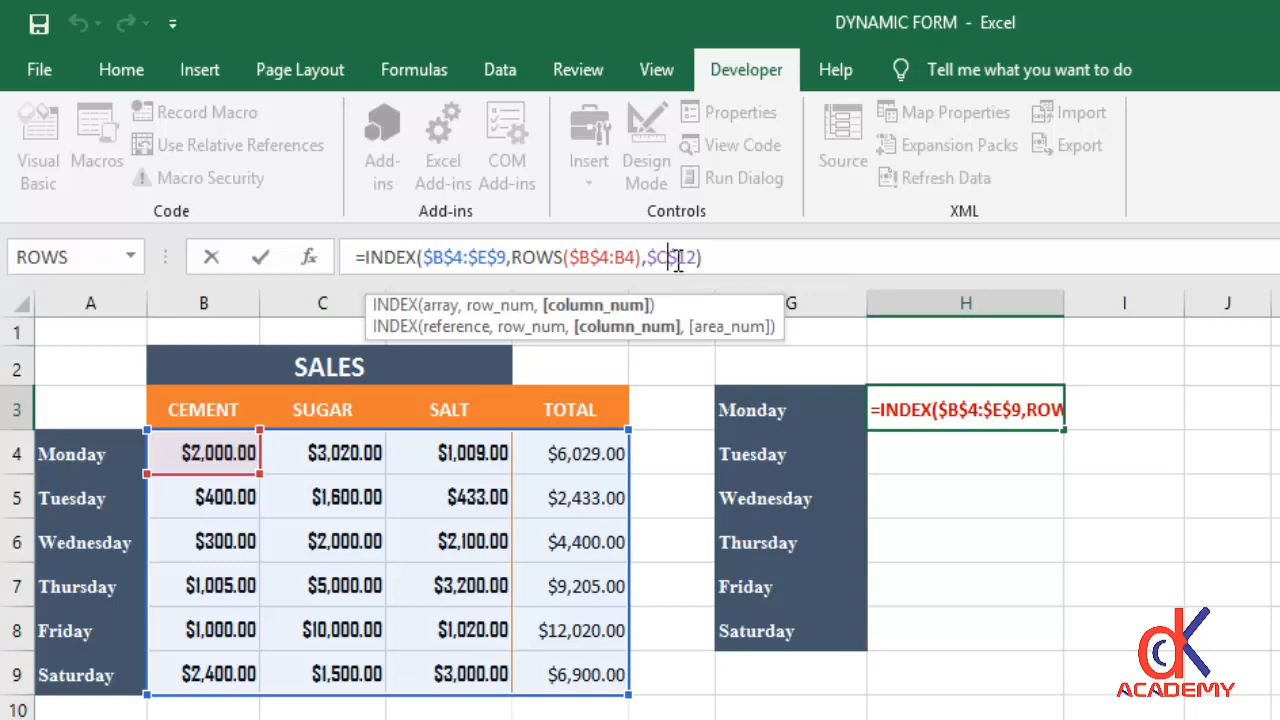 DYNAMIC FORM - Excel
File Home Insert Page Layout Formulas Data Review View Developer Help Tell me what you want to do
Visual Basic
Macros
Record Macro
Use Relative References
Macro Security
Code
Add-ins
Excel Add-ins
COM Add-ins
Add-ins
Insert
Design Mode
Properties
View Code
Run Dialog
Controls
Source
Map Properties
Expansion Packs
Refresh Data
Import
Export
XML
ROWS fx =INDEX($B$4:$E$9,ROWS($B$4:B4),$C$12)
INDEX(array, row_num, [column_num])
INDEX(reference, row_num, [column_num], [area_num])
A B C G H I J
1
2 SALES
3 CEMENT SUGAR SALT TOTAL Monday =INDEX($B$4:$E$9,ROW
4 Monday $2,000.00 $3,020.00 $1,009.00 $6,029.00 Tuesday
5 Tuesday $400.00 $1,600.00 $433.00 $2,433.00 Wednesday
6 Wednesday $300.00 $2,000.00 $2,100.00 $4,400.00 Thursday
7 Thursday $1,005.00 $5,000.00 $3,200.00 $9,205.00 Friday
8 Friday $1,000.00 $10,000.00 $1,020.00 $12,020.00 Saturday
9 Saturday $2,400.00 $1,500.00 $3,000.00 $6,900.00
10
dcK
ACADEMY